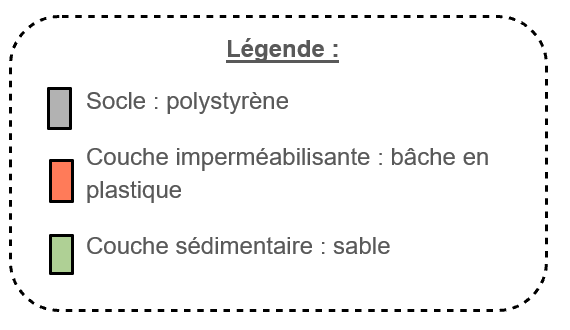 Légende :
Socle : polystyrène
Couche imperméabilisante : bâche en
plastique
Couche sédimentaire : sable